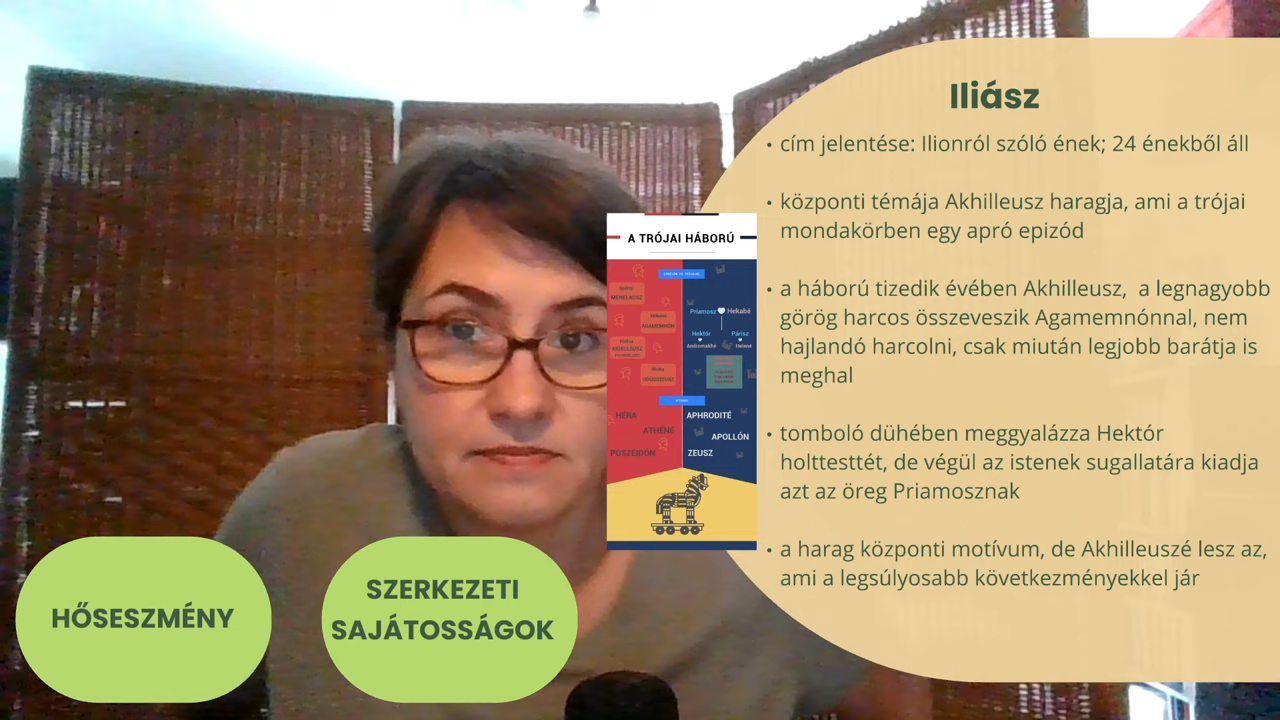 Iliász
• cím jelentése: Ilionról szóló ének; 24 énekből áll
• központi témája Akhilleusz haragja, ami a trójai
mondakörben egy apró epizód
• a háború tizedik évében Akhilleusz, a legnagyobb
görög harcos összeveszik Agamemnónnal, nem
hajlandó harcolni, csak miután legjobb barátja is
meghal
• tomboló dühében meggyalázza Hektór
holttesttét, de végül az istenek sugallatára kiadja
azt az öreg Priamosznak
• a harag központi motívum, de Akhilleuszé lesz az,
ami a legsúlyosabb következményekkel jár
A TRÓJAI HÁBORÚ
MENELAOSZ
AGAMEMNÓN
AKHILLEUSZ
Priamosz Hekabé
Hektór Párisz
Andromakhé Helené
HÉRA
ATHÉNÉ
POSZEIDÓN
APHRODITÉ
APOLLÓN
ZEUSZ
HŐSESZMÉNY
SZERKEZETI
SAJÁTOSSÁGOK